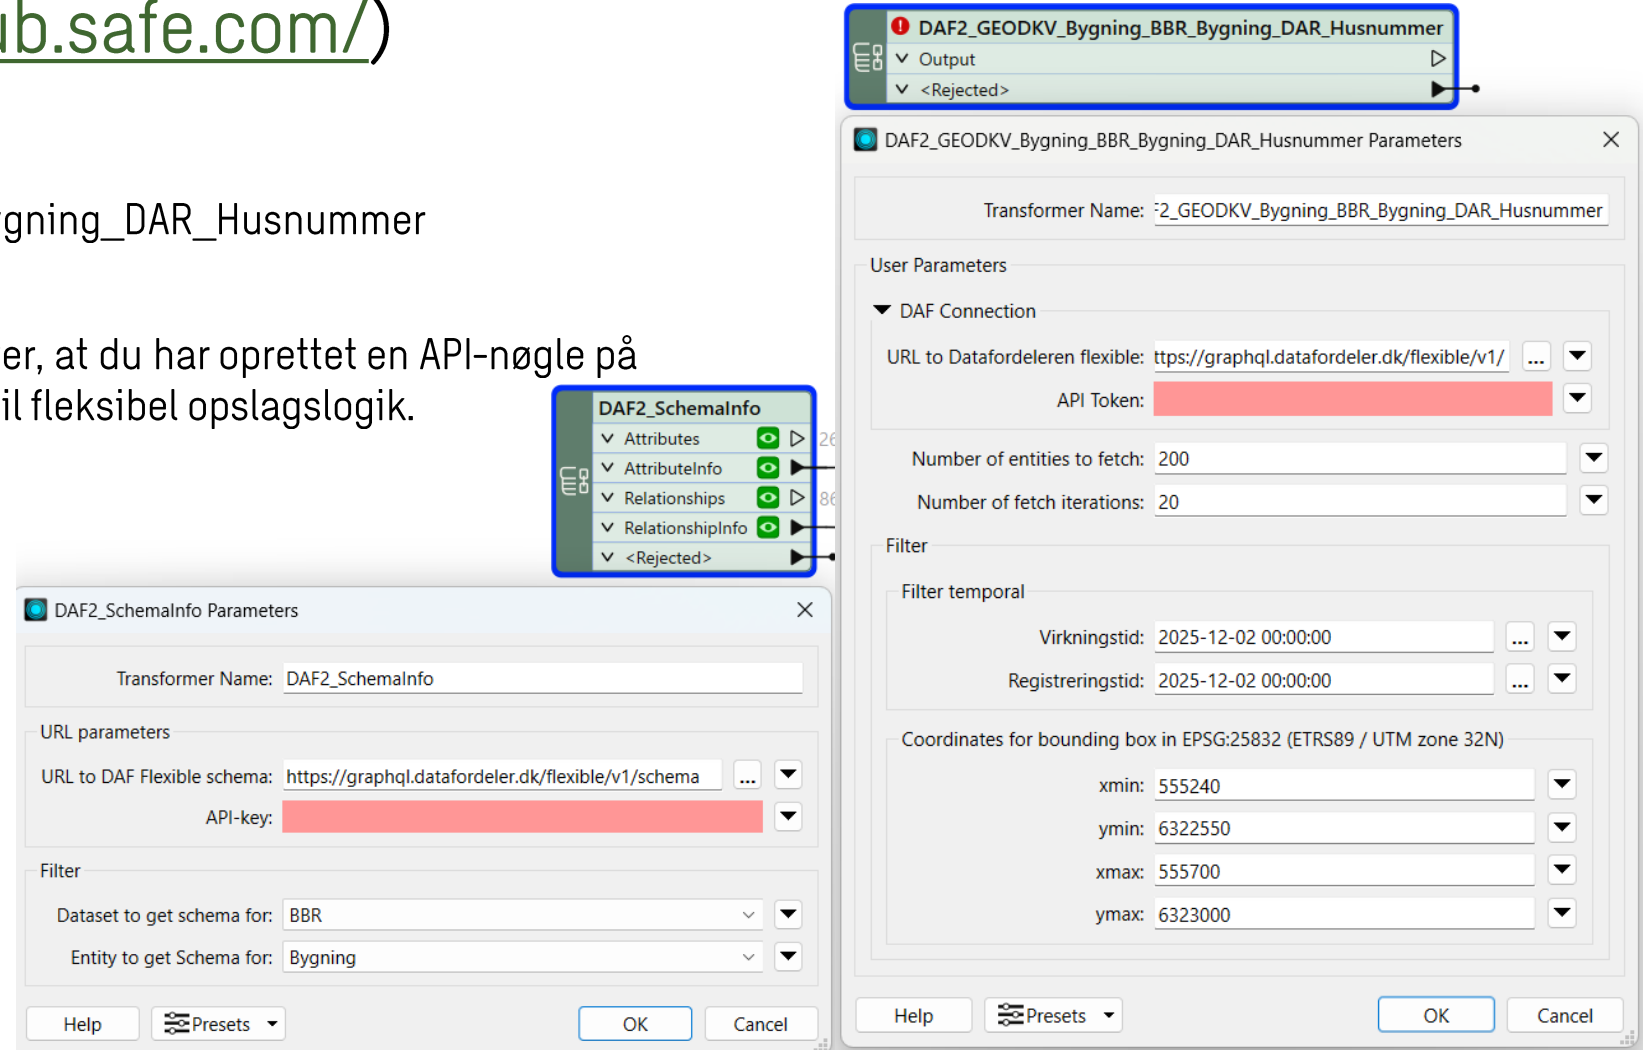 ub.safe.com/)
ygning_DAR_Husnummer
er, at du har oprettet en API-nøgle på
il fleksibel opslagslogik.
DAF2_SchemaInfo
Attributes
26
AttributeInfo
Relationships
86
RelationshipInfo
<Rejected>
DAF2_SchemaInfo Parameters
Transformer Name: DAF2_SchemaInfo
URL parameters
URL to DAF Flexible schema: https://graphql.datafordeler.dk/flexible/v1/schema ...
API-key:
Filter
Dataset to get schema for: BBR
Entity to get Schema for: Bygning
Help Presets OK Cancel
DAF2_GEODKV_Bygning_BBR_Bygning_DAR_Husnummer
Output
<Rejected>
DAF2_GEODKV_Bygning_BBR_Bygning_DAR_Husnummer Parameters
Transformer Name: F2_GEODKV_Bygning_BBR_Bygning_DAR_Husnummer
User Parameters
DAF Connection
URL to Datafordeleren flexible: ttps://graphql.datafordeler.dk/flexible/v1/ ...
API Token:
Number of entities to fetch: 200
Number of fetch iterations: 20
Filter
Filter temporal
Virkningstid: 2025-12-02 00:00:00 ...
Registreringstid: 2025-12-02 00:00:00 ...
Coordinates for bounding box in EPSG:25832 (ETRS89 / UTM zone 32N)
xmin: 555240
ymin: 6322550
xmax: 555700
ymax: 6323000
Help Presets OK Cancel